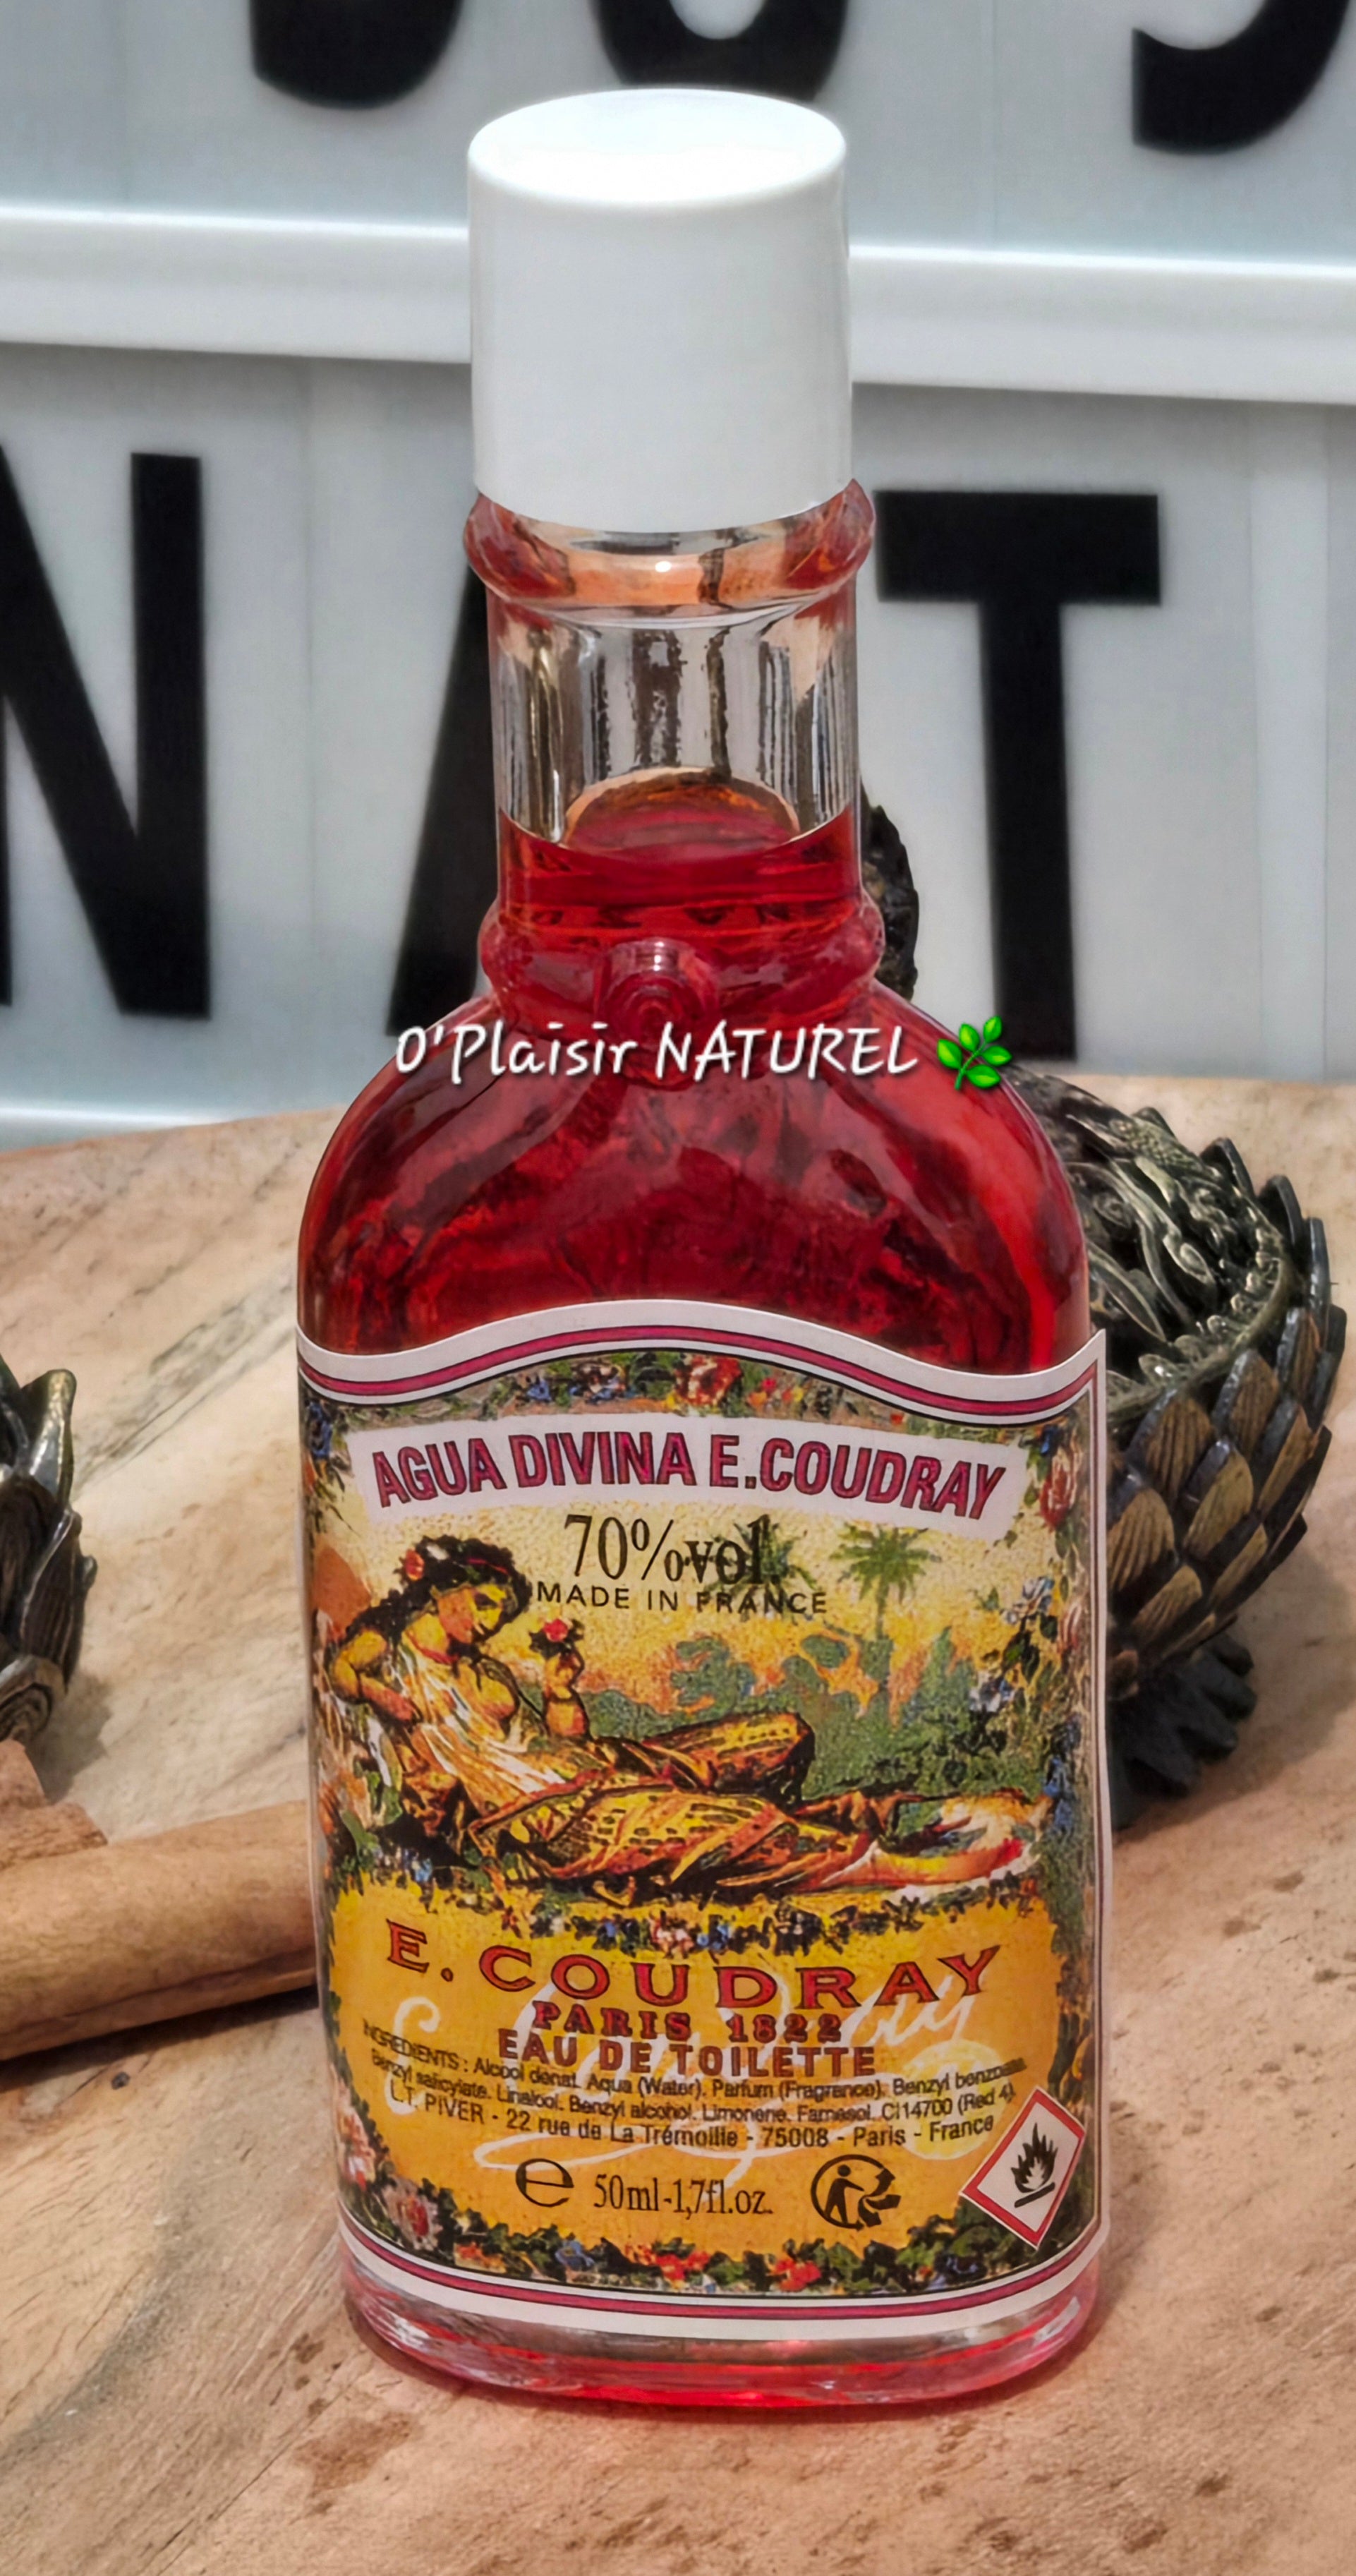 N A T
O'Plaisir NATUREL
AGUA DIVINA E.COUDRAY
70%vol.
MADE IN FRANCE
E. COUDRAY
PARIS 1822
EAU DE TOILETTE
INGREDIENTS : Alcool denat. Aqua (Water). Parfum (Fragrance). Benzyl benzoate.
Benzyl salicylate. Linalool. Benzyl alcohol. Limonene. Farnesol. CI14700 (Red 4).
L.T. PIVER - 22 rue de La Trémoille - 75008 - Paris - France
e 50ml-1,7fl.oz.